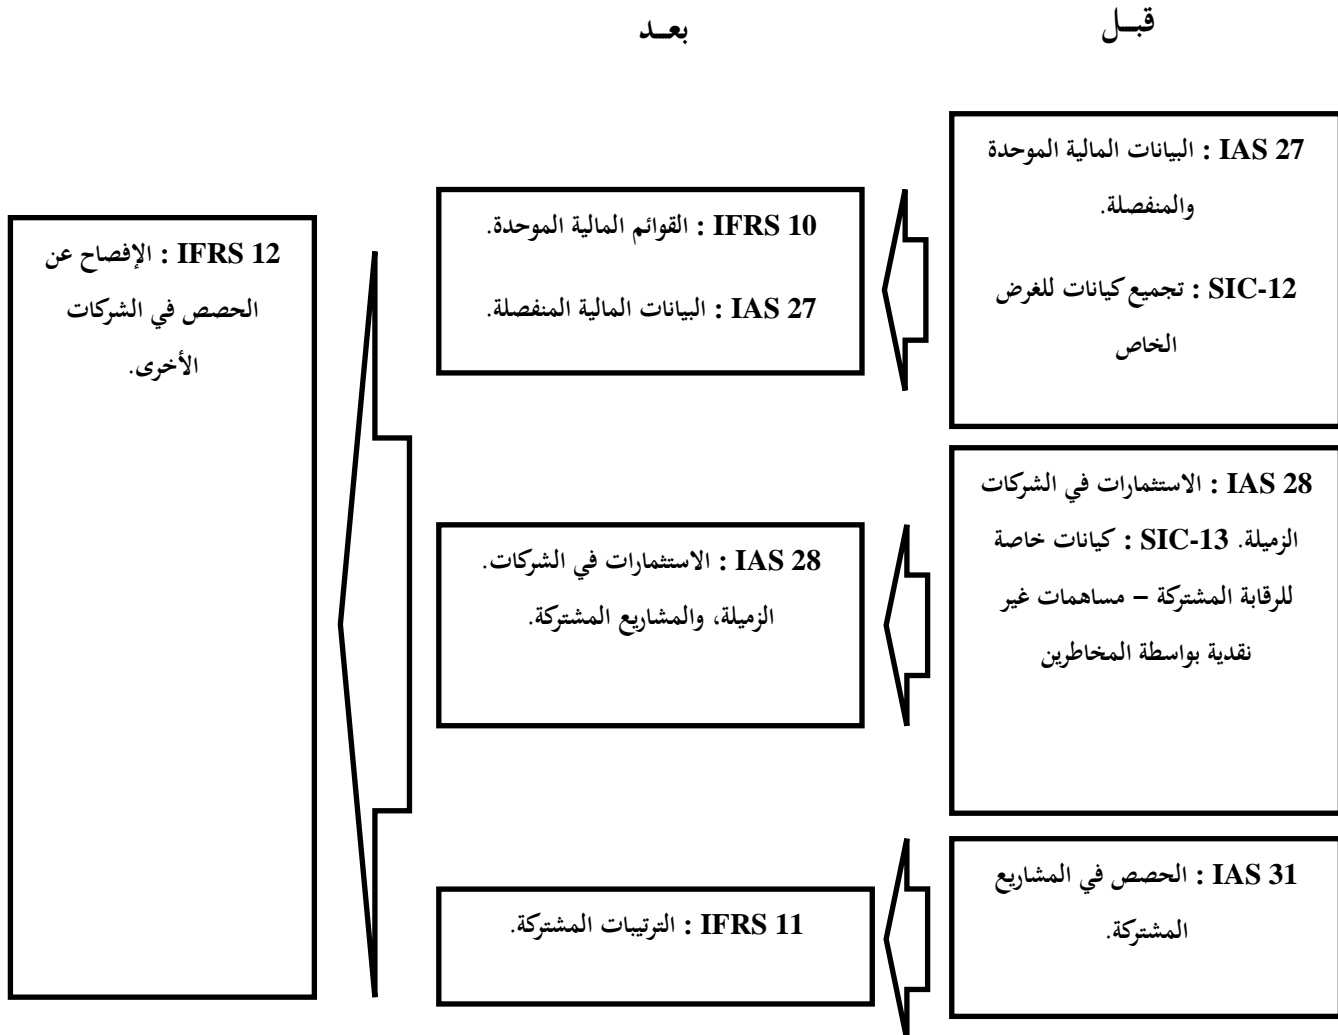 قبـل
بعـد
IAS 27 : البيانات المالية الموحدة
والمنفصلة.
SIC-12 : تجميع كيانات للغرض
الخاص
IAS 28 : الاستثمارات في الشركات
الزميلة. SIC-13 : كيانات خاصة
للرقابة المشتركة – مساهمات غير
نقدية بواسطة المخاطرين
IAS 31 : الحصص في المشاريع
المشتركة.
IFRS 10 : القوائم المالية الموحدة.
IAS 27 : البيانات المالية المنفصلة.
IAS 28 : الاستثمارات في الشركات.
الزميلة، والمشاريع المشتركة.
IFRS 11 : الترتيبات المشتركة.
IFRS 12 : الإفصاح عن
الحصص في الشركات
الأخرى.